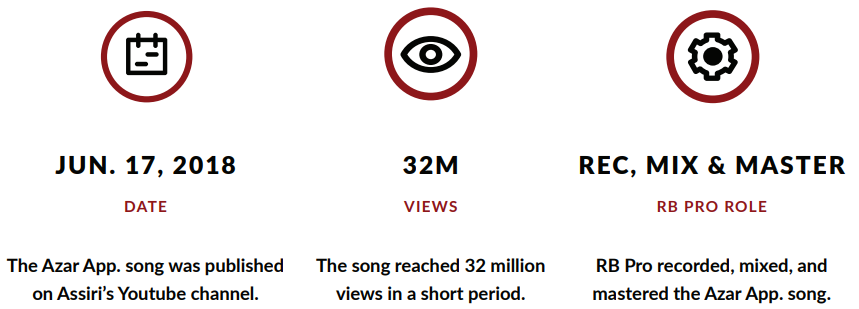 JUN. 17, 2018
DATE
The Azar App. song was published
on Assiri’s Youtube channel.
32M
VIEWS
The song reached 32 million
views in a short period.
REC, MIX & MASTER
RB PRO ROLE
RB Pro recorded, mixed, and
mastered the Azar App. song.